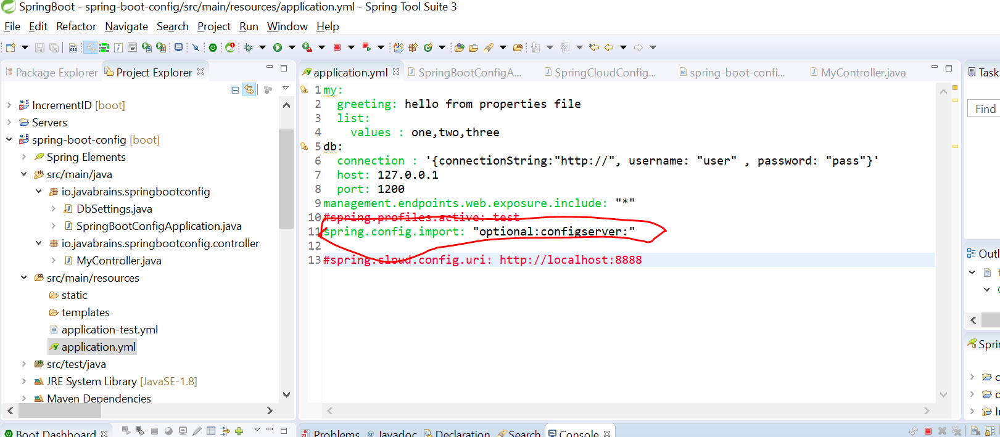 SpringBoot - spring-boot-config/src/main/resources/application.yml - Spring Tool Suite 3
File Edit Refactor Navigate Search Project Run Window Help
Package Explorer Project Explorer
IncrementID [boot]
Servers
spring-boot-config [boot]
Spring Elements
src/main/java
io.javabrains.springbootconfig
DbSettings.java
SpringBootConfigApplication.java
io.javabrains.springbootconfig.controller
MyController.java
src/main/resources
static
templates
application-test.yml
application.yml
src/test/java
JRE System Library [JavaSE-1.8]
Maven Dependencies
Boot Dashboard
application.yml SpringBootConfigA... SpringCloudConfig... spring-boot-confi... MyController.java
1 my:
2 greeting: hello from properties file
3 list:
4 values : one,two,three
5 db:
6 connection : '{connectionString:"http://", username: "user" , password: "pass"}'
7 host: 127.0.0.1
8 port: 1200
9 management.endpoints.web.exposure.include: "*"
10 #spring.profiles.active: test
11 spring.config.import: "optional:configserver:"
12
13 #spring.cloud.config.uri: http://localhost:8888
Problems @ Javadoc Declaration Search Console
Task
Find
Outl
Sprin